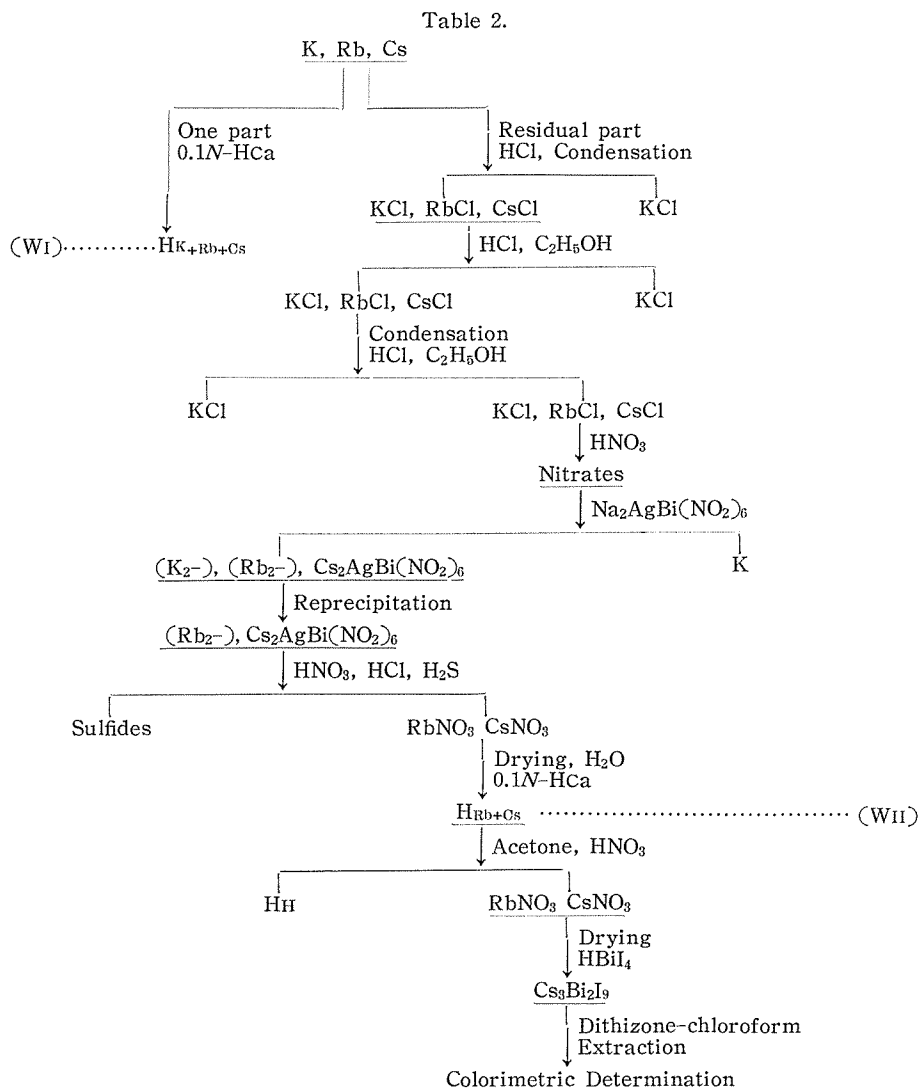 Table 2.
K, Rb, Cs
One part
0.1N-HCa
Residual part
HCl, Condensation
KCl, RbCl, CsCl
KCl
(WI)·········HK+Rb+Cs
HCl, C₂H₅OH
KCl, RbCl, CsCl
KCl
Condensation
HCl, C₂H₅OH
KCl
KCl, RbCl, CsCl
HNO₃
Nitrates
Na₂AgBi(NO₂)₆
(K₂-), (Rb₂-), Cs₂AgBi(NO₂)₆
K
Reprecipitation
(Rb₂-), Cs₂AgBi(NO₂)₆
HNO₃, HCl, H₂S
Sulfides
RbNO₃ CsNO₃
Drying, H₂O
0.1N-HCa
HRb+Cs ······························ (WII)
Acetone, HNO₃
HH
RbNO₃ CsNO₃
Drying
HBiI₄
Cs₃Bi₂I₉
Dithizone-chloroform
Extraction
Colorimetric Determination